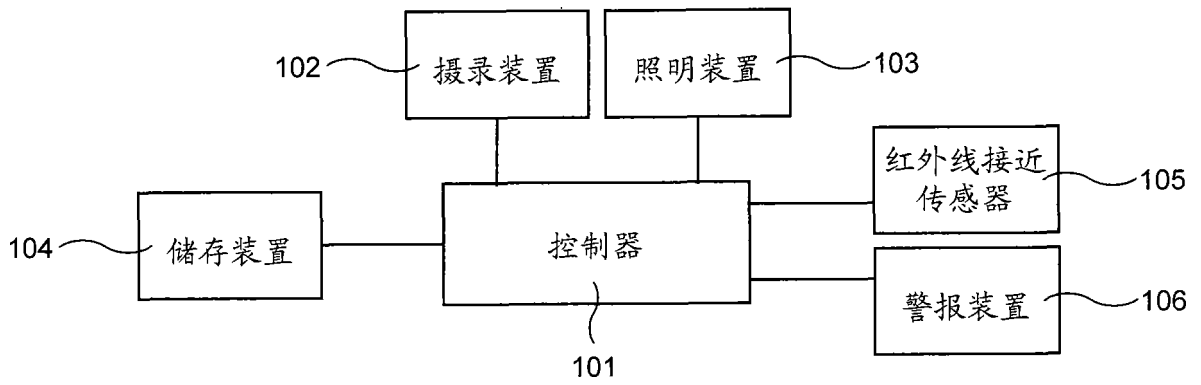 102
摄录装置
照明装置
103
红外线接近
传感器
105
104
储存装置
控制器
警报装置
106
101